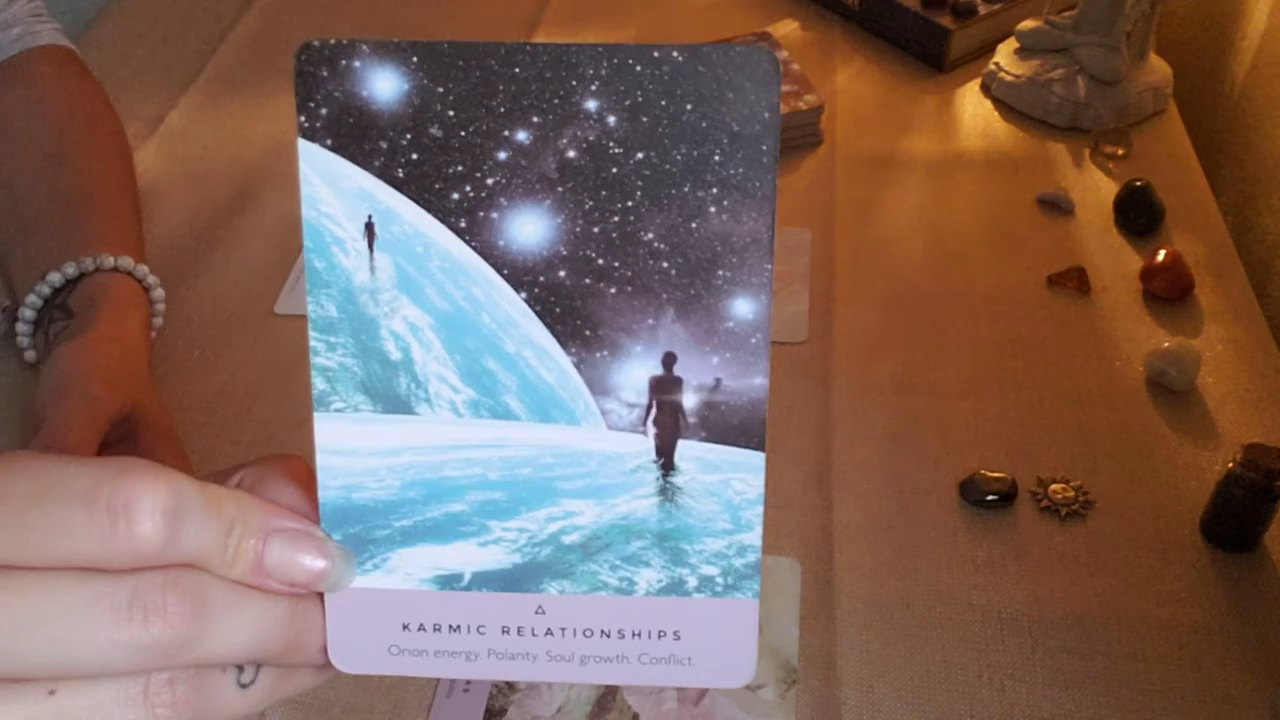 KARMIC RELATIONSHIPS
Orion energy. Polarity. Soul growth. Conflict.